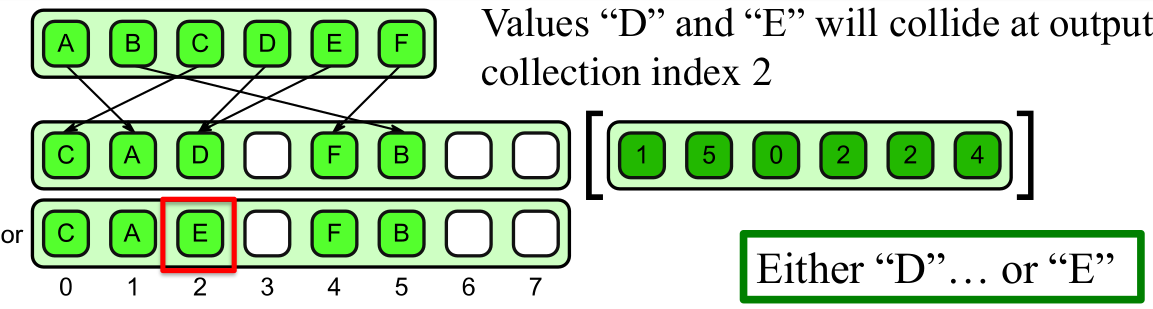 A B C D E F
Values “D” and “E” will collide at output
collection index 2
C A D F B
1 5 0 2 2 4
or C A E F B
0 1 2 3 4 5 6 7
Either “D”… or “E”